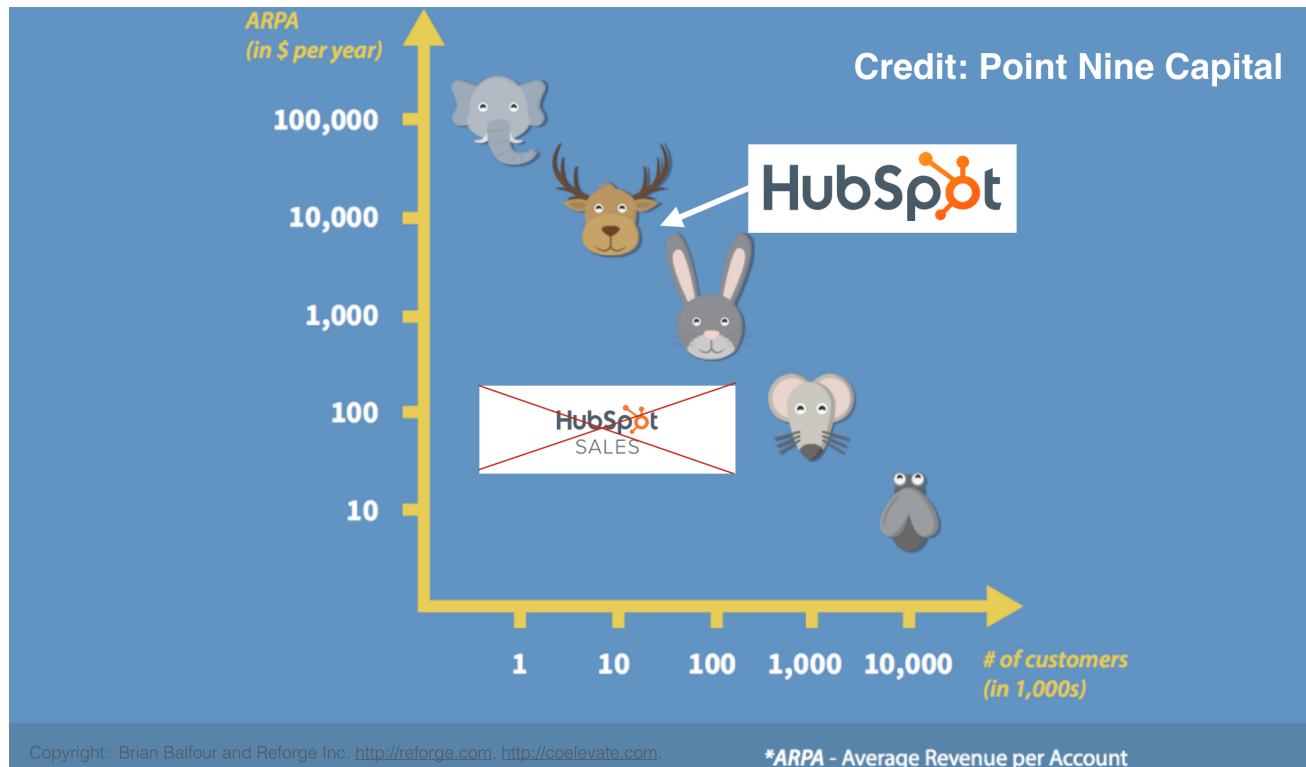 ARPA
(in $ per year)
Credit: Point Nine Capital
100,000
HubSpot
10,000
1,000
100
HubSpot
SALES
10
1 10 100 1,000 10,000
# of customers
(in 1,000s)
Copyright: Brian Balfour and Reforge Inc. http://reforge.com, http://coelevate.com.
*ARPA - Average Revenue per Account